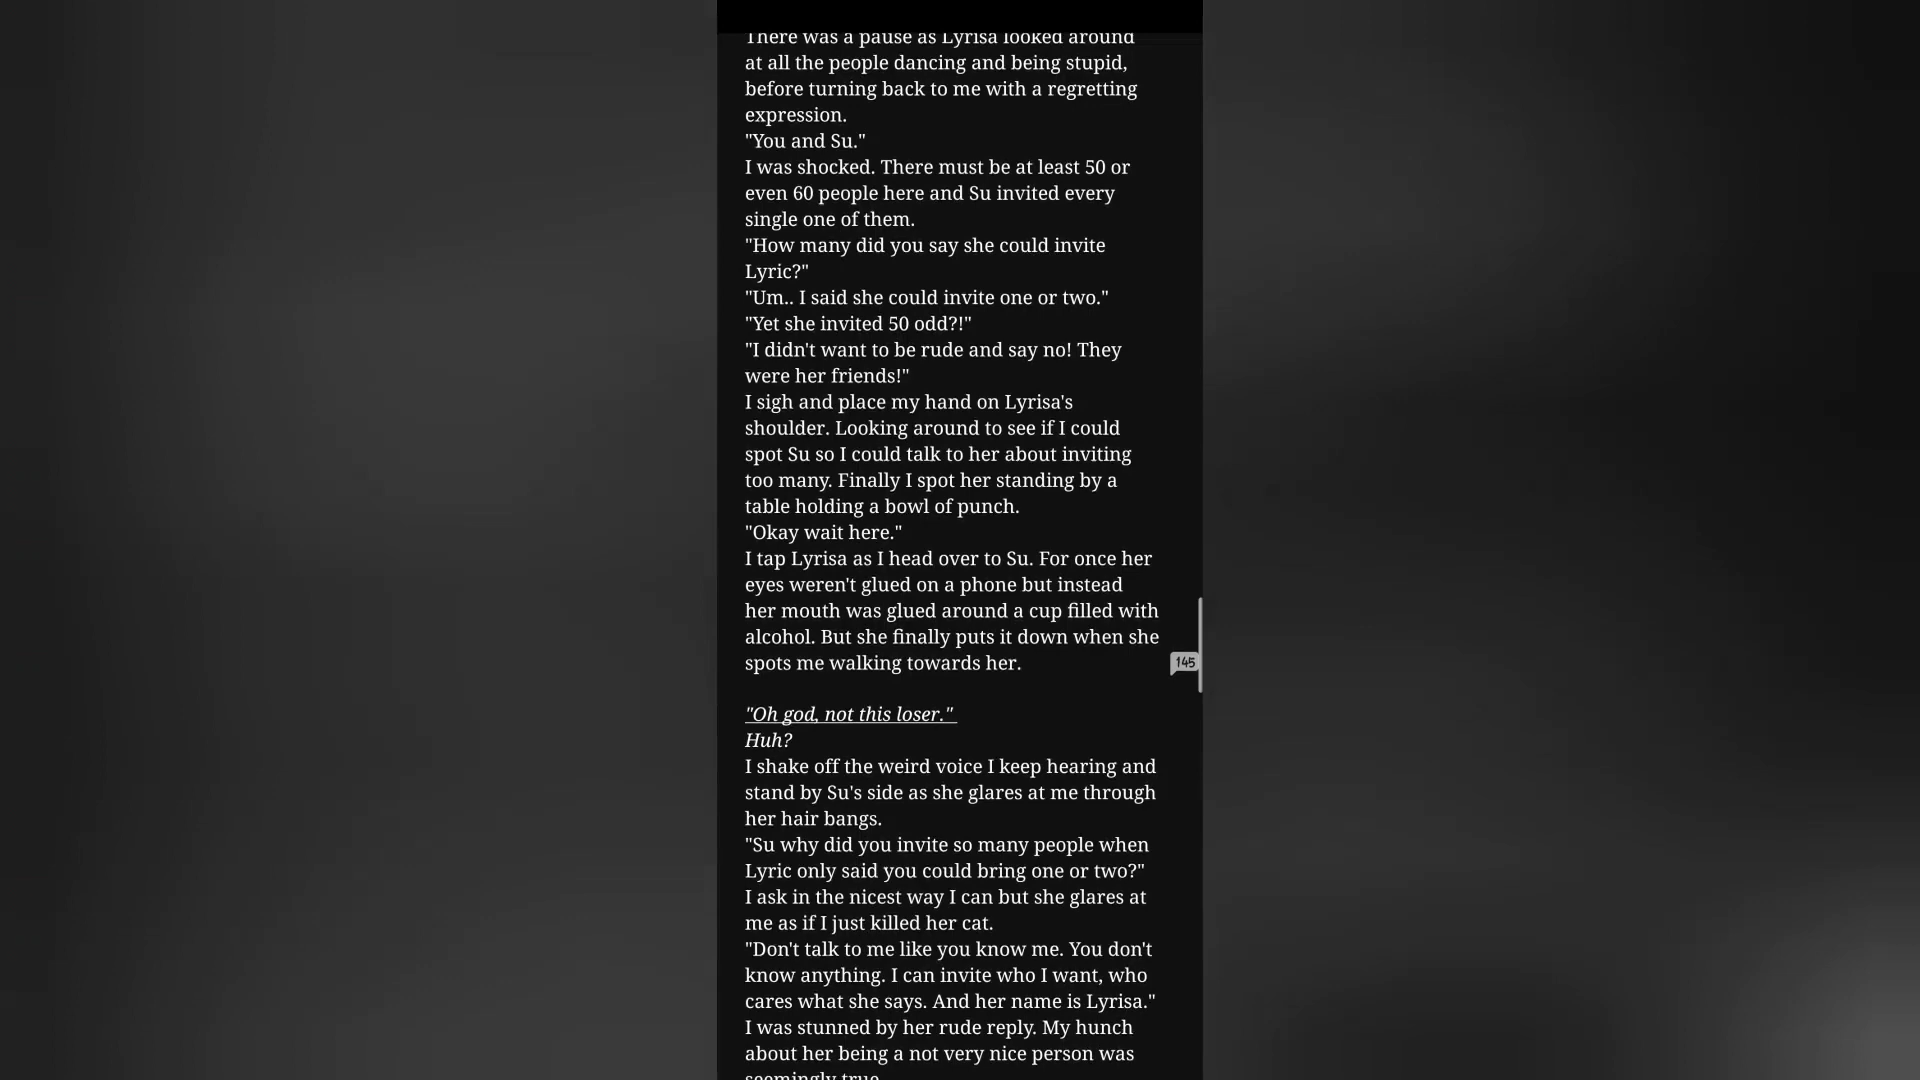 There was a pause as Lyrisa looked around
at all the people dancing and being stupid,
before turning back to me with a regretting
expression.
"You and Su."
I was shocked. There must be at least 50 or
even 60 people here and Su invited every
single one of them.
"How many did you say she could invite
Lyric?"
"Um.. I said she could invite one or two."
"Yet she invited 50 odd?!"
"I didn't want to be rude and say no! They
were her friends!"
I sigh and place my hand on Lyrisa's
shoulder. Looking around to see if I could
spot Su so I could talk to her about inviting
too many. Finally I spot her standing by a
table holding a bowl of punch.
"Okay wait here."
I tap Lyrisa as I head over to Su. For once her
eyes weren't glued on a phone but instead
her mouth was glued around a cup filled with
alcohol. But she finally puts it down when she
spots me walking towards her.
145
"Oh god, not this loser."
Huh?
I shake off the weird voice I keep hearing and
stand by Su's side as she glares at me through
her hair bangs.
"Su why did you invite so many people when
Lyric only said you could bring one or two?"
I ask in the nicest way I can but she glares at
me as if I just killed her cat.
"Don't talk to me like you know me. You don't
know anything. I can invite who I want, who
cares what she says. And her name is Lyrisa."
I was stunned by her rude reply. My hunch
about her being a not very nice person was
seemingly true.